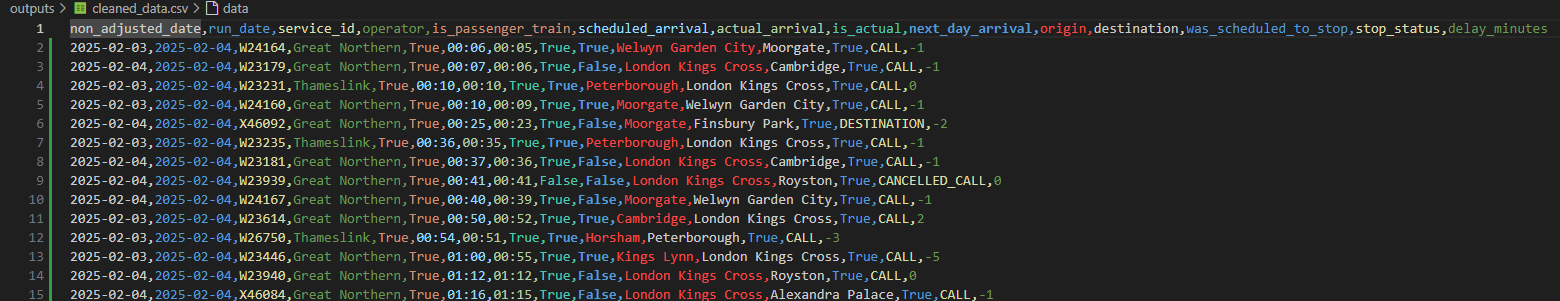 outputs > cleaned_data.csv > data
1 non_adjusted_date,run_date,service_id,operator,is_passenger_train,scheduled_arrival,actual_arrival,is_actual,next_day_arrival,origin,destination,was_scheduled_to_stop,stop_status,delay_minutes
2 2025-02-03,2025-02-04,W24164,Great Northern,True,00:06,00:05,True,True,Welwyn Garden City,Moorgate,True,CALL,-1
3 2025-02-04,2025-02-04,W23179,Great Northern,True,00:07,00:06,True,False,London Kings Cross,Cambridge,True,CALL,-1
4 2025-02-03,2025-02-04,W23231,Thameslink,True,00:10,00:10,True,True,Peterborough,London Kings Cross,True,CALL,0
5 2025-02-03,2025-02-04,W24160,Great Northern,True,00:10,00:09,True,True,Moorgate,Welwyn Garden City,True,CALL,-1
6 2025-02-04,2025-02-04,X46092,Great Northern,True,00:25,00:23,True,False,Moorgate,Finsbury Park,True,DESTINATION,-2
7 2025-02-03,2025-02-04,W23235,Thameslink,True,00:36,00:35,True,True,Peterborough,London Kings Cross,True,CALL,-1
8 2025-02-04,2025-02-04,W23181,Great Northern,True,00:37,00:36,True,False,London Kings Cross,Cambridge,True,CALL,-1
9 2025-02-04,2025-02-04,W23939,Great Northern,True,00:41,00:41,False,False,London Kings Cross,Royston,True,CANCELLED_CALL,0
10 2025-02-04,2025-02-04,W24167,Great Northern,True,00:40,00:39,True,False,Moorgate,Welwyn Garden City,True,CALL,-1
11 2025-02-03,2025-02-04,W23614,Great Northern,True,00:50,00:52,True,True,Cambridge,London Kings Cross,True,CALL,2
12 2025-02-03,2025-02-04,W26750,Thameslink,True,00:54,00:51,True,True,Horsham,Peterborough,True,CALL,-3
13 2025-02-03,2025-02-04,W23446,Great Northern,True,01:00,00:55,True,True,Kings Lynn,London Kings Cross,True,CALL,-5
14 2025-02-04,2025-02-04,W23940,Great Northern,True,01:12,01:12,True,False,London Kings Cross,Royston,True,CALL,0
15 2025-02-04,2025-02-04,X46084,Great Northern,True,01:16,01:15,True,False,London Kings Cross,Alexandra Palace,True,CALL,-1